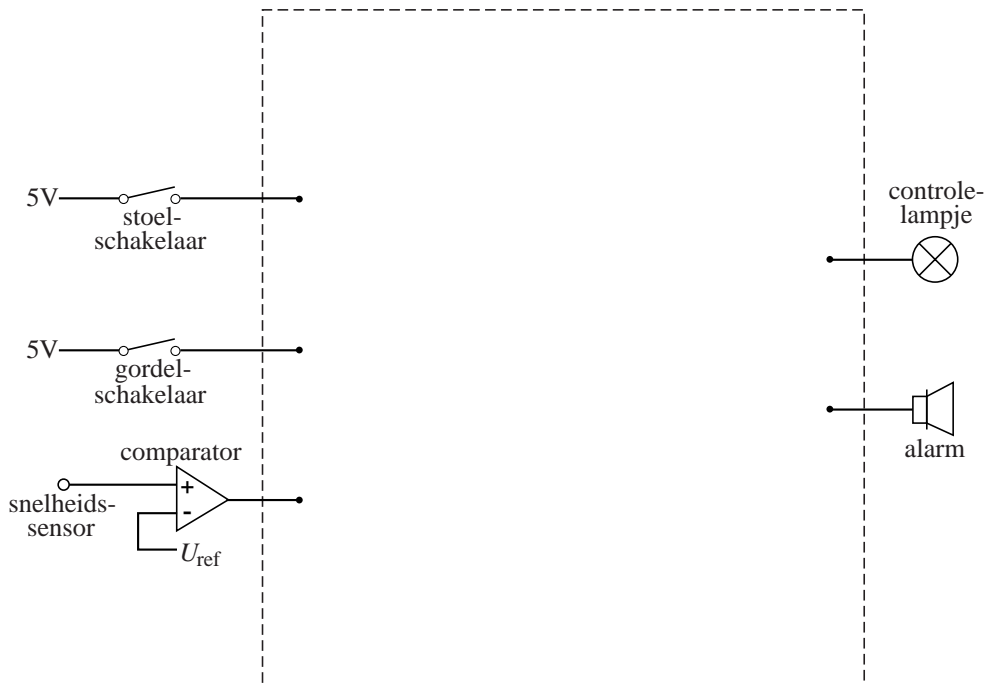 5V
stoel-
schakelaar
controle-
lampje
5V
gordel-
schakelaar
alarm
comparator
+
-
snelheids-
sensor
Uref